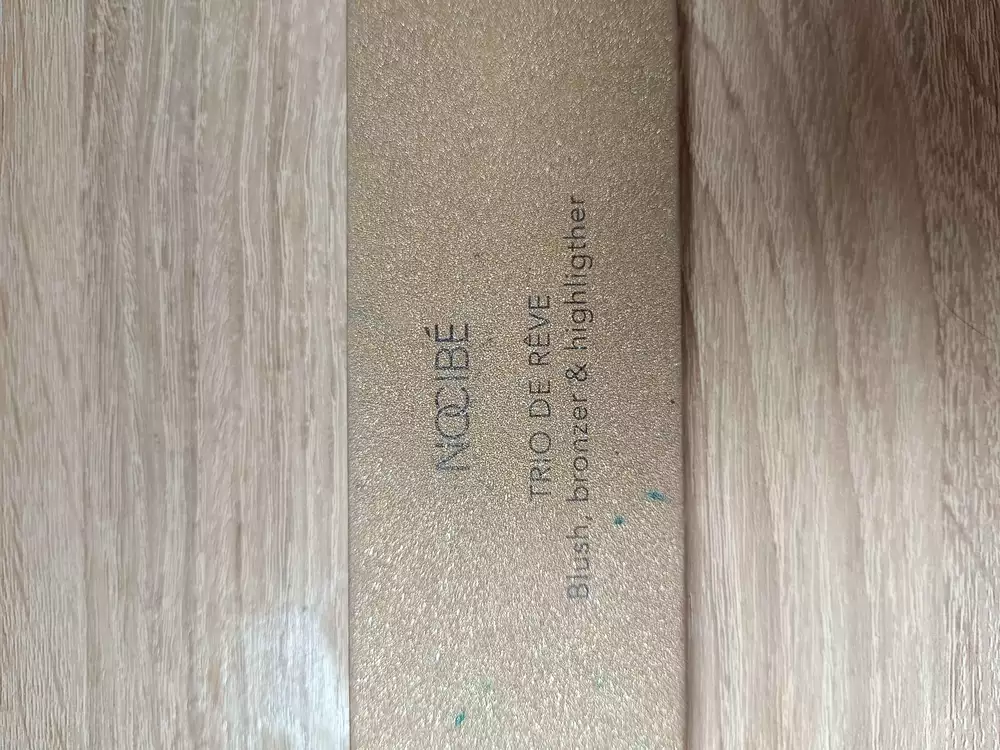 NOCIBÉ
TRIO DE RÊVE
Blush, bronzer & highligther